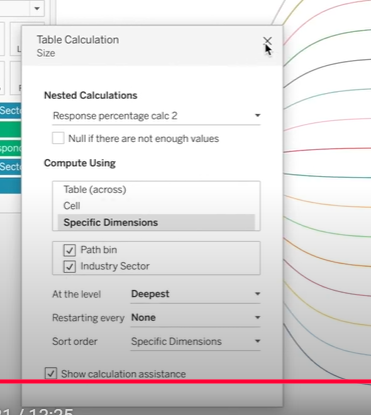 Table Calculation
Size
Nested Calculations
Response percentage calc 2
Null if there are not enough values
Compute Using
Table (across)
Cell
Specific Dimensions
Path bin
Industry Sector
At the level Deepest
Restarting every None
Sort order Specific Dimensions
Show calculation assistance